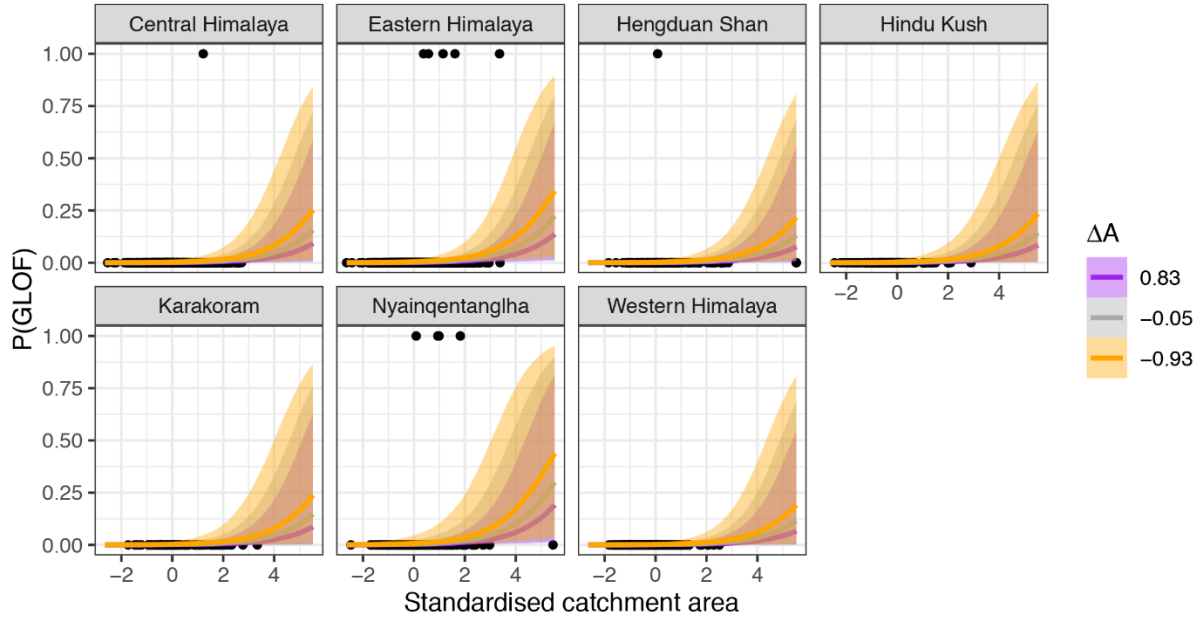 Central Himalaya
Eastern Himalaya
Hengduan Shan
Hindu Kush
1.00
0.75
0.50
0.25
0.00
−2 0 2 4
Karakoram
Nyainqentanglha
Western Himalaya
1.00
0.75
0.50
0.25
0.00
−2 0 2 4
−2 0 2 4
−2 0 2 4
P(GLOF)
Standardised catchment area
ΔA
0.83
−0.05
−0.93